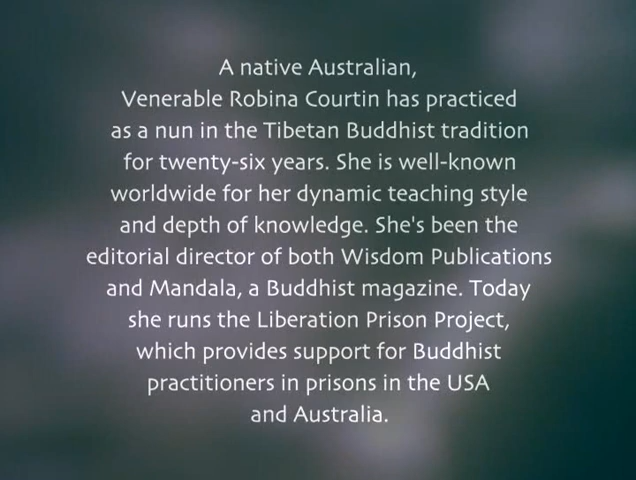 A native Australian,
Venerable Robina Courtin has practiced
as a nun in the Tibetan Buddhist tradition
for twenty-six years. She is well-known
worldwide for her dynamic teaching style
and depth of knowledge. She's been the
editorial director of both Wisdom Publications
and Mandala, a Buddhist magazine. Today
she runs the Liberation Prison Project,
which provides support for Buddhist
practitioners in prisons in the USA
and Australia.